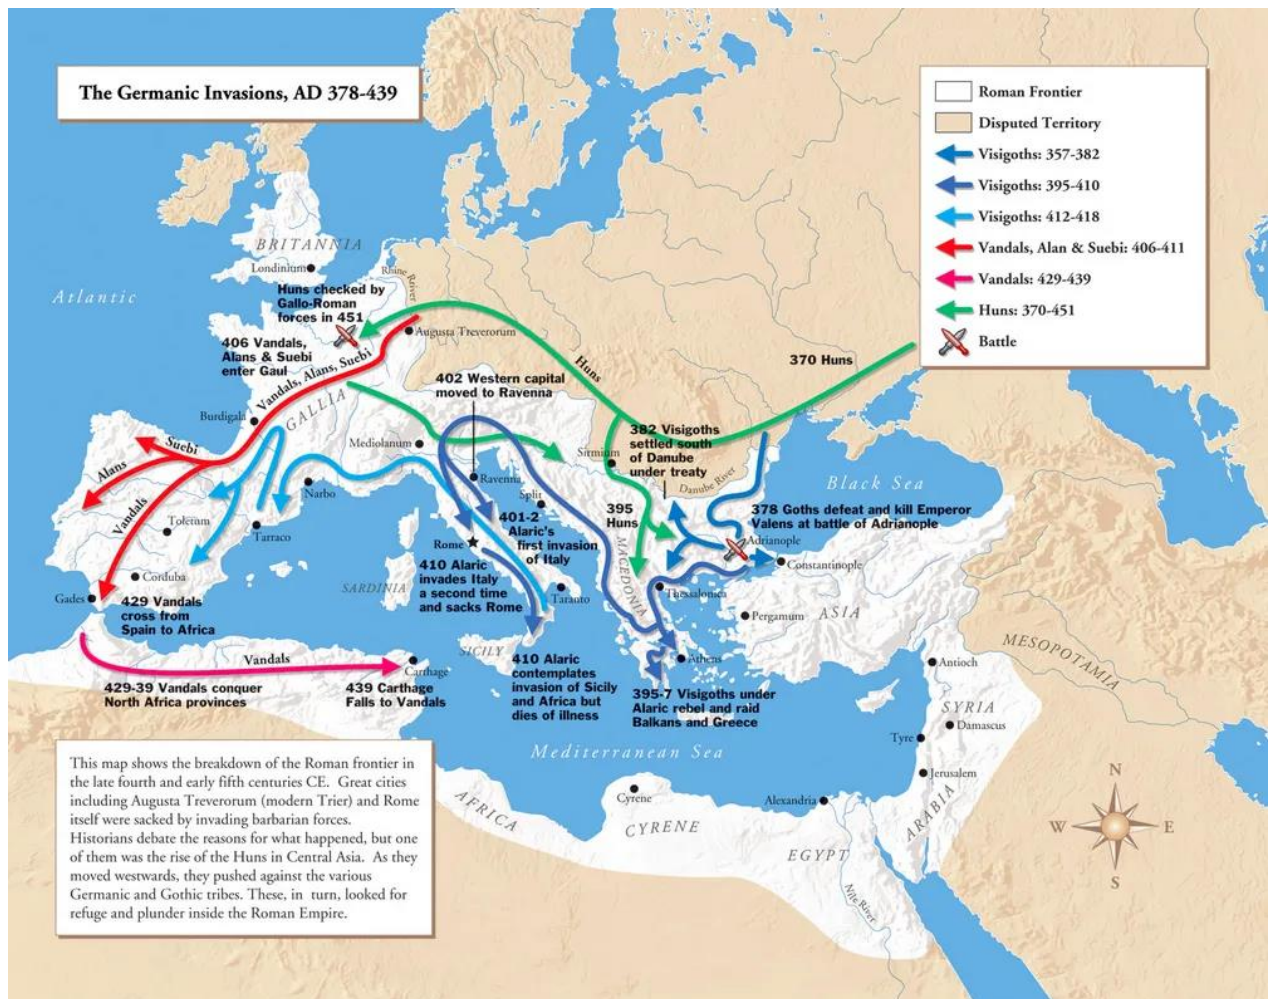 The Germanic Invasions, AD 378-439
Roman Frontier
Disputed Territory
Visigoths: 357-382
Visigoths: 395-410
Visigoths: 412-418
Vandals, Alan & Suebi: 406-411
Vandals: 429-439
Huns: 370-451
Battle
BRITANNIA
Londinium
Rhine Rriver
Atlantic
Huns checked by
Gallo-Roman
forces in 451
Augusta Treverorum
406 Vandals,
Alans & Suebi
enter Gaul
Vandals, Alans, Suebi
Huns
370 Huns
402 Western capital
moved to Ravenna
GALLIA
Burdigala
Mediolanum
382 Visigoths
settled south
of Danube
under treaty
Sirmium
Danube River
Black Sea
Suebi
Alans
Vandals
Narbo
Ravenna
Split
395
Huns
378 Goths defeat and kill Emperor
Valens at battle of Adrianople
Adrianople
Constantinople
Toletum
Tarraco
401-2
Alaric's
first invasion
of Italy
Rome
MACEDONIA
Corduba
SARDINIA
410 Alaric
invades Italy
a second time
and sacks Rome
Taranto
Thessalonica
Pergamum
ASIA
Gades
429 Vandals
cross from
Spain to Africa
SICILY
Athens
MESOPOTAMIA
Antioch
Vandals
Carthage
429-39 Vandals conquer
North Africa provinces
439 Carthage
Falls to Vandals
410 Alaric
contemplates
invasion of Sicily
and Africa but
dies of illness
395-7 Visigoths under
Alaric rebel and raid
Balkans and Greece
SYRIA
Damascus
Tyre
Mediterranean Sea
Jerusalem
Cyrene
Alexandria
AFRICA
CYRENE
ARABIA
EGYPT
Nile River
N
W
E
S
This map shows the breakdown of the Roman frontier in
the late fourth and early fifth centuries CE. Great cities
including Augusta Treverorum (modern Trier) and Rome
itself were sacked by invading barbarian forces.
Historians debate the reasons for what happened, but one
of them was the rise of the Huns in Central Asia. As they
moved westwards, they pushed against the various
Germanic and Gothic tribes. These, in turn, looked for
refuge and plunder inside the Roman Empire.